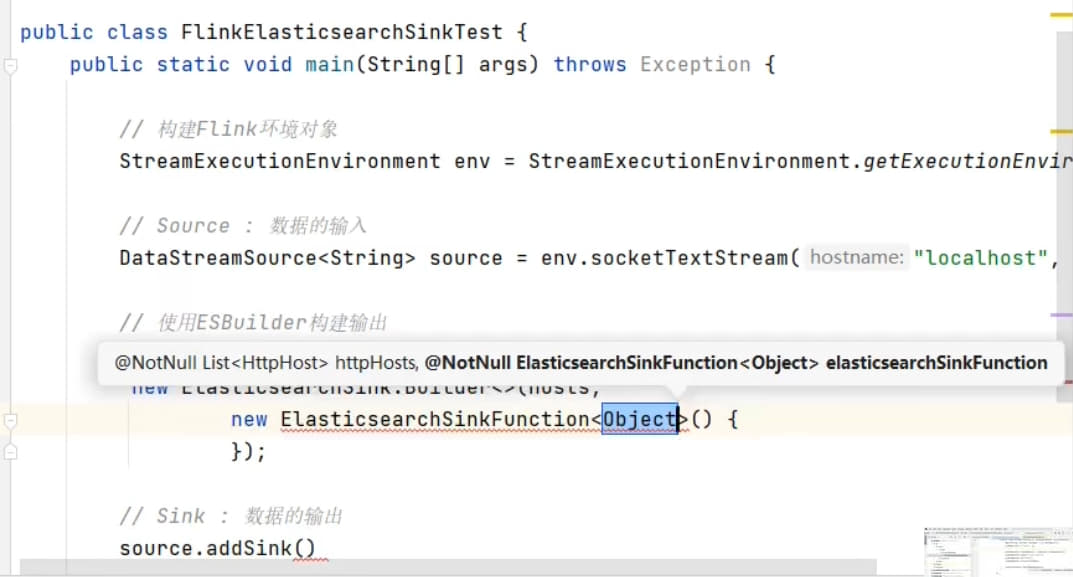 public class FlinkElasticsearchSinkTest {
public static void main(String[] args) throws Exception {
// 构建Flink环境对象
StreamExecutionEnvironment env = StreamExecutionEnvironment.getExecutionEnvir
// Source : 数据的输入
DataStreamSource<String> source = env.socketTextStream( hostname: "localhost",
// 使用ESBuilder构建输出
@NotNull List<HttpHost> httpHosts, @NotNull ElasticsearchSinkFunction<Object> elasticsearchSinkFunction
new ElasticsearchSink.Builder<>(hosts,
new ElasticsearchSinkFunction<Object>() {
});
// Sink : 数据的输出
source.addSink()